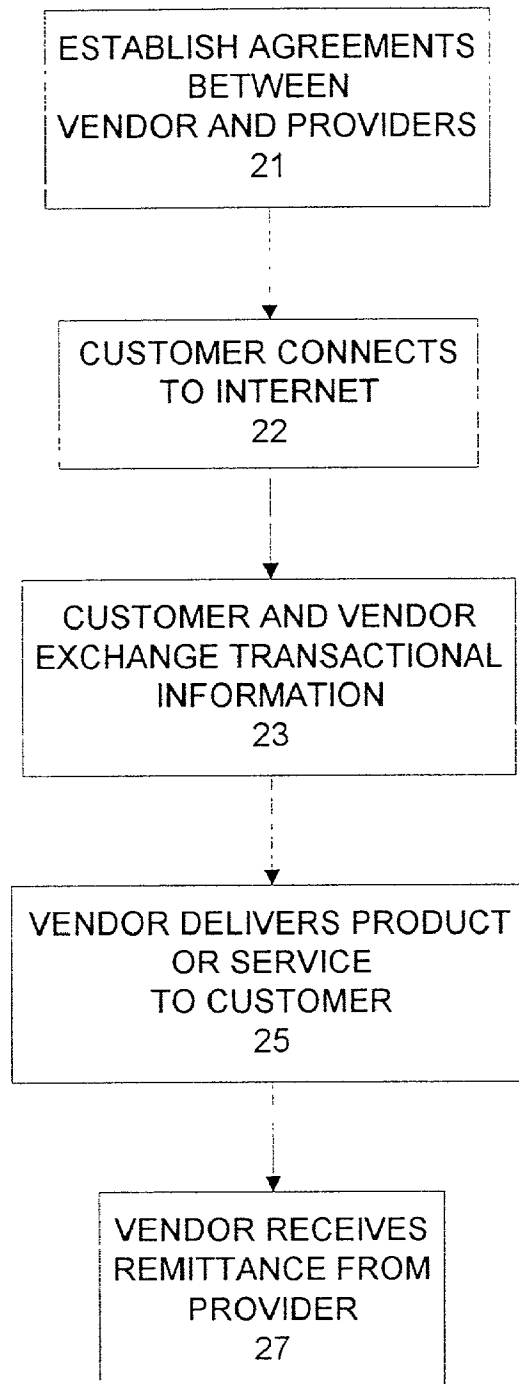 ESTABLISH AGREEMENTS
BETWEEN
VENDOR AND PROVIDERS
21
CUSTOMER CONNECTS
TO INTERNET
22
CUSTOMER AND VENDOR
EXCHANGE TRANSACTIONAL
INFORMATION
23
VENDOR DELIVERS PRODUCT
OR SERVICE
TO CUSTOMER
25
VENDOR RECEIVES
REMITTANCE FROM
PROVIDER
27